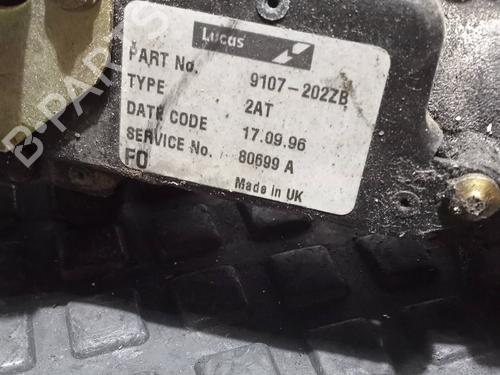 Lucas
PART No. 9107-202ZB
TYPE 2AT
DATE CODE 17.09.96
SERVICE No. 80699 A
FO
Made in UK
B-PARTS